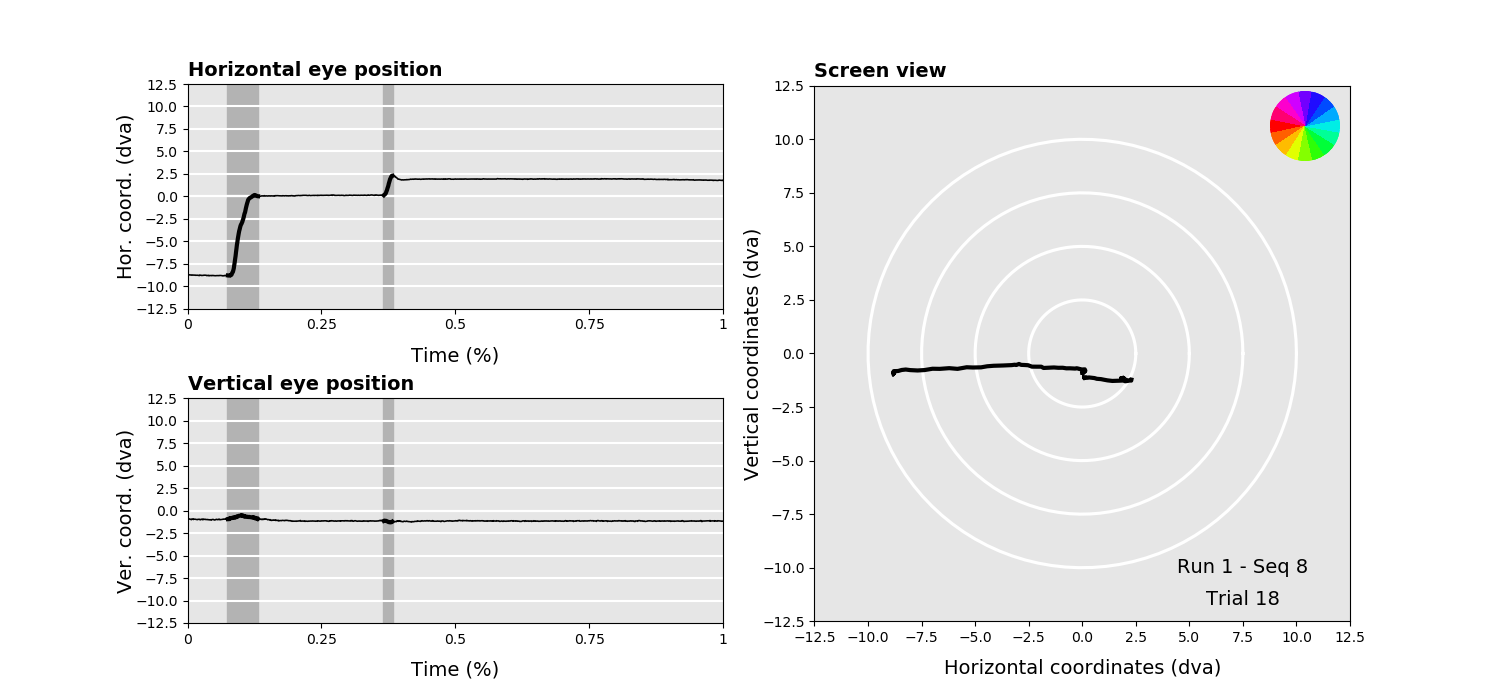 Horizontal eye position
Hor. coord. (dva)
12.5
10.0
7.5
5.0
2.5
0.0
−2.5
−5.0
−7.5
−10.0
−12.5
0 0.25 0.5 0.75 1
Time (%)
Vertical eye position
Ver. coord. (dva)
12.5
10.0
7.5
5.0
2.5
0.0
−2.5
−5.0
−7.5
−10.0
−12.5
0 0.25 0.5 0.75 1
Time (%)
Screen view
Vertical coordinates (dva)
12.5
10.0
7.5
5.0
2.5
0.0
−2.5
−5.0
−7.5
−10.0
−12.5
Run 1 - Seq 8
Trial 18
−12.5 −10.0 −7.5 −5.0 −2.5 0.0 2.5 5.0 7.5 10.0 12.5
Horizontal coordinates (dva)